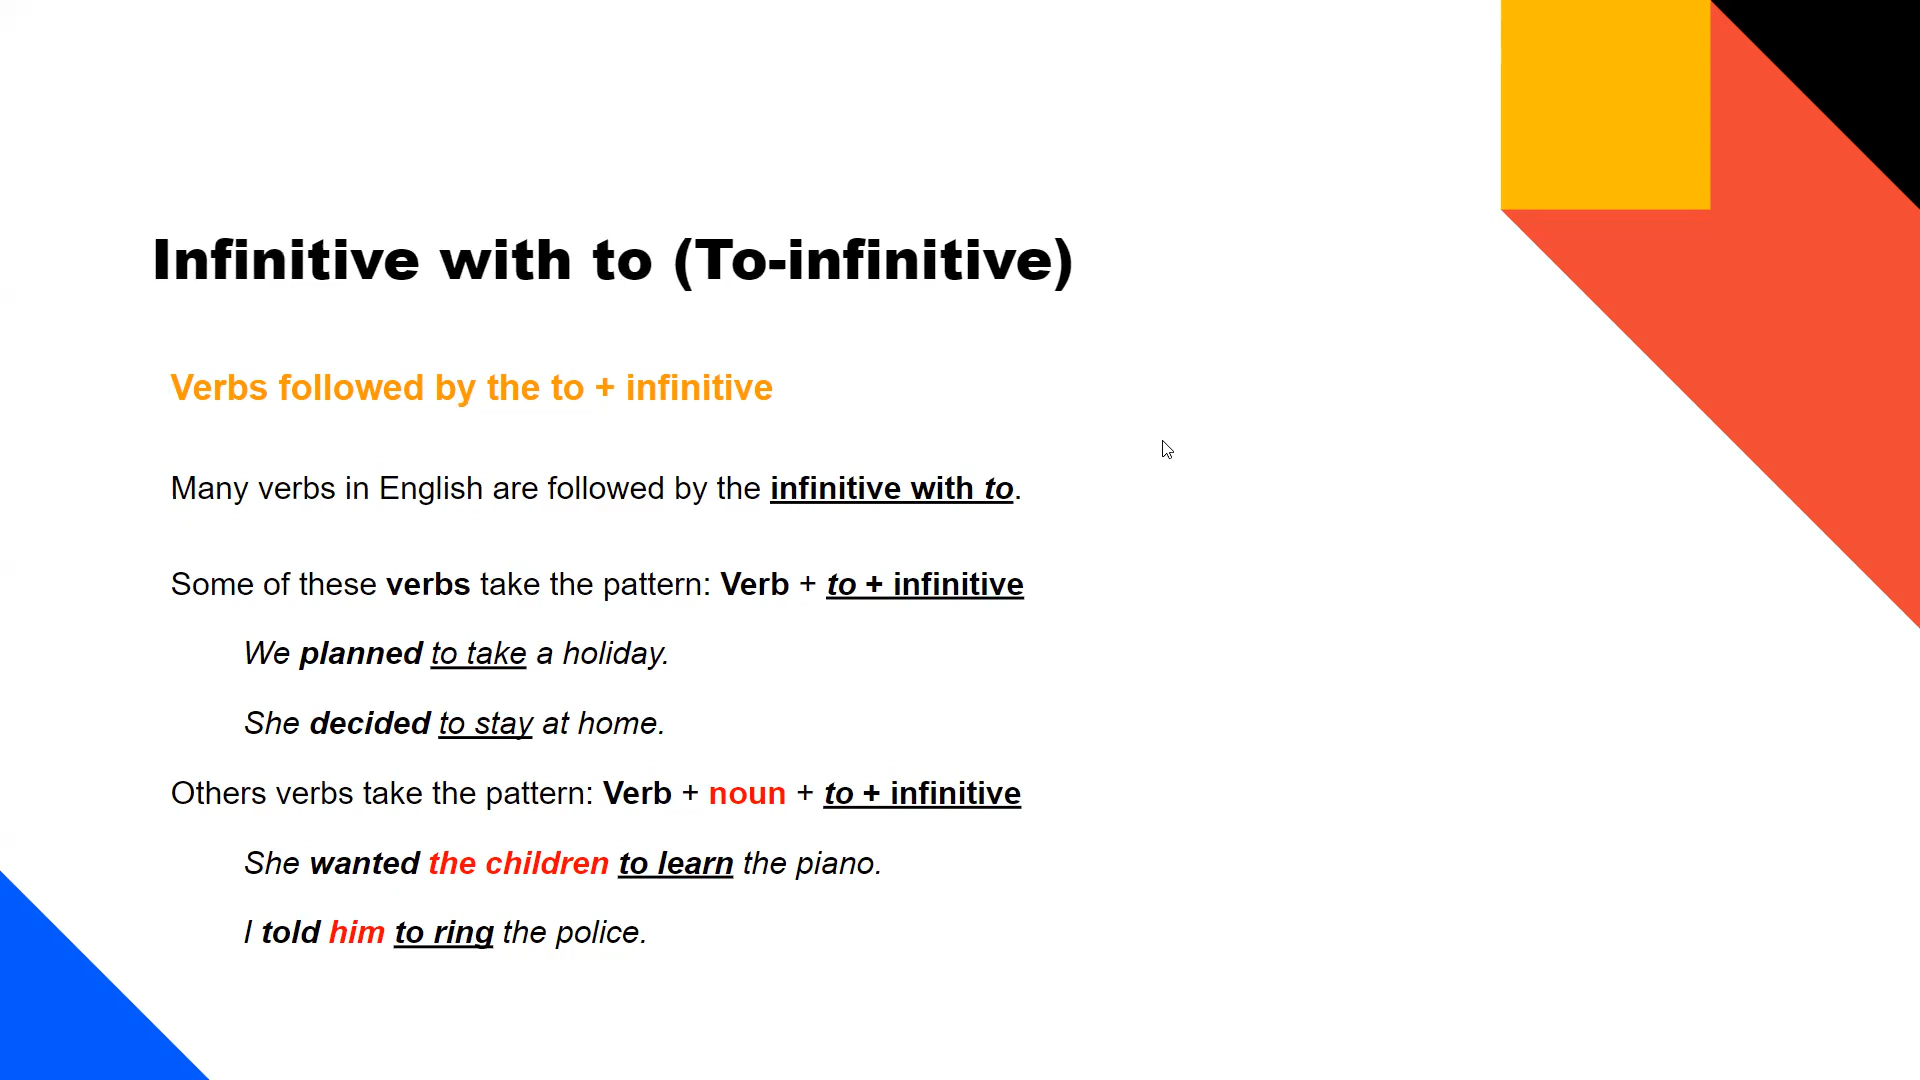 Infinitive with to (To-infinitive)
Verbs followed by the to + infinitive
Many verbs in English are followed by the infinitive with to.
Some of these verbs take the pattern: Verb + to + infinitive
We planned to take a holiday.
She decided to stay at home.
Others verbs take the pattern: Verb + noun + to + infinitive
She wanted the children to learn the piano.
I told him to ring the police.